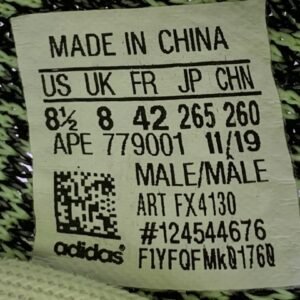 MADE IN CHINA
US UK FR JP CHN
8½ 8 42 265 260
APE 779001 11/19
MALE/MÂLE
ART FX4130
#124544676
adidas F1YFQFMkQ176Q